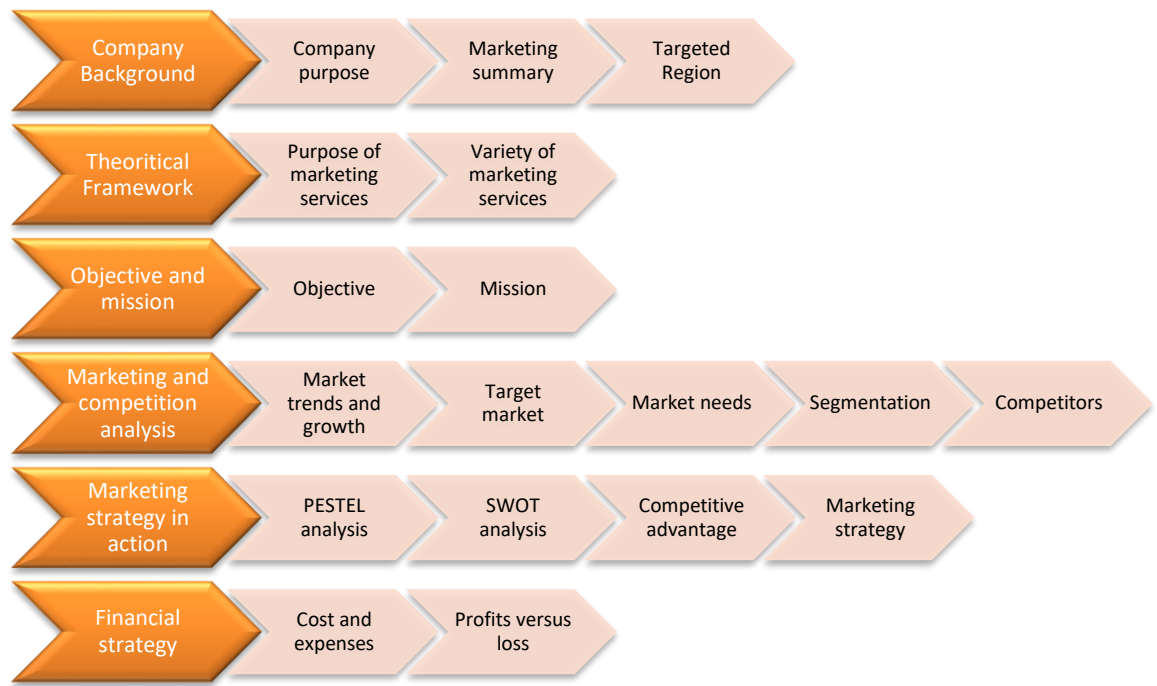 Company
Background
Company
purpose
Marketing
summary
Targeted
Region
Theoritical
Framework
Purpose of
marketing
services
Variety of
marketing
services
Objective and
mission
Objective
Mission
Marketing and
competition
analysis
Market
trends and
growth
Target
market
Market needs
Segmentation
Competitors
Marketing
strategy in
action
PESTEL
analysis
SWOT
analysis
Competitive
advantage
Marketing
strategy
Financial
strategy
Cost and
expenses
Profits versus
loss